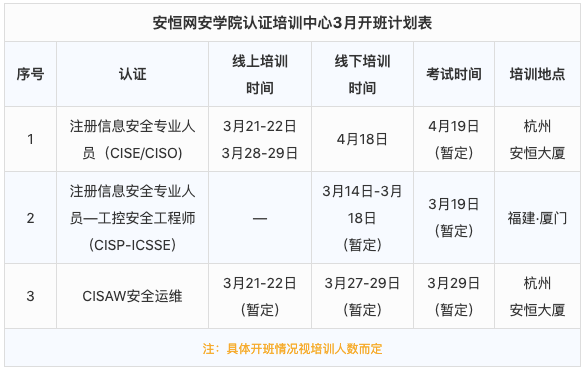 安恒网安学院认证培训中心3月开班计划表
序号
认证
线上培训
时间
线下培训
时间
考试时间
培训地点
1
注册信息安全专业人
员（CISE/CISO)
3月21-22日
3月28-29日
4月18日
4月19日
（暂定）
杭州
安恒大厦
2
注册信息安全专业人
员—工控安全工程师
（CISP-ICSSE）
—
3月14日-3月
18日
（暂定）
3月19日
（暂定）
福建·厦门
3
CISAW安全运维
3月21-22日
（暂定）
3月27-29日
（暂定）
3月29日
（暂定）
杭州
安恒大厦
注：具体开班情况视培训人数而定